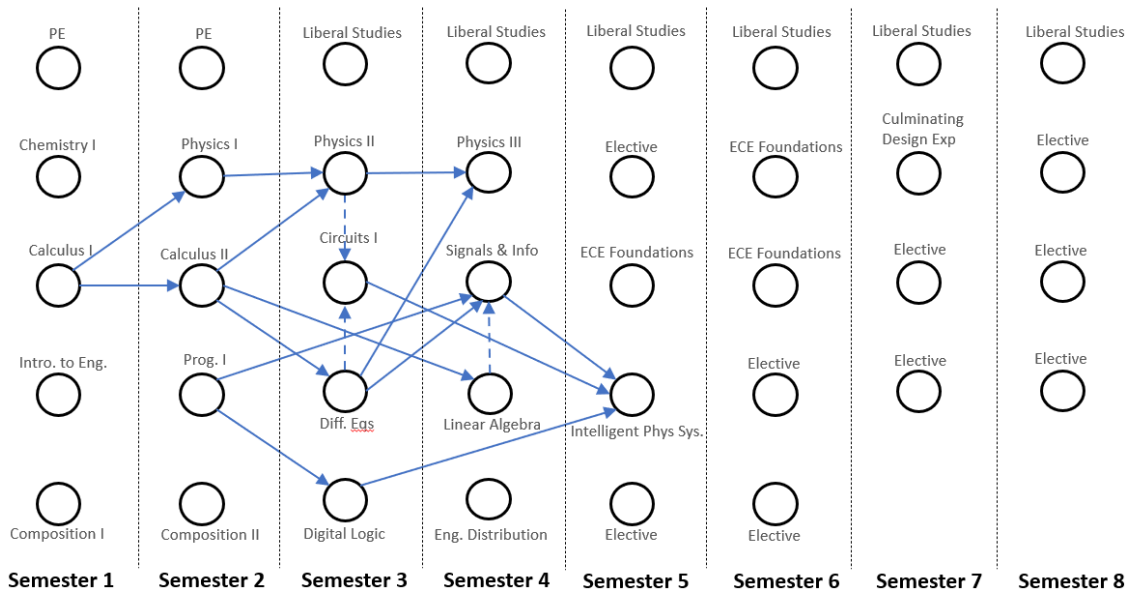 PE
PE
Liberal Studies
Liberal Studies
Liberal Studies
Liberal Studies
Liberal Studies
Liberal Studies
Chemistry I
Physics I
Physics II
Physics III
Elective
ECE Foundations
Culminating
Design Exp
Elective
Calculus I
Calculus II
Circuits I
Signals & Info
ECE Foundations
ECE Foundations
Elective
Elective
Intro. to Eng.
Prog. I
Diff. Eqs
Linear Algebra
Intelligent Phys Sys.
Elective
Elective
Elective
Composition I
Composition II
Digital Logic
Eng. Distribution
Elective
Elective
Semester 1
Semester 2
Semester 3
Semester 4
Semester 5
Semester 6
Semester 7
Semester 8